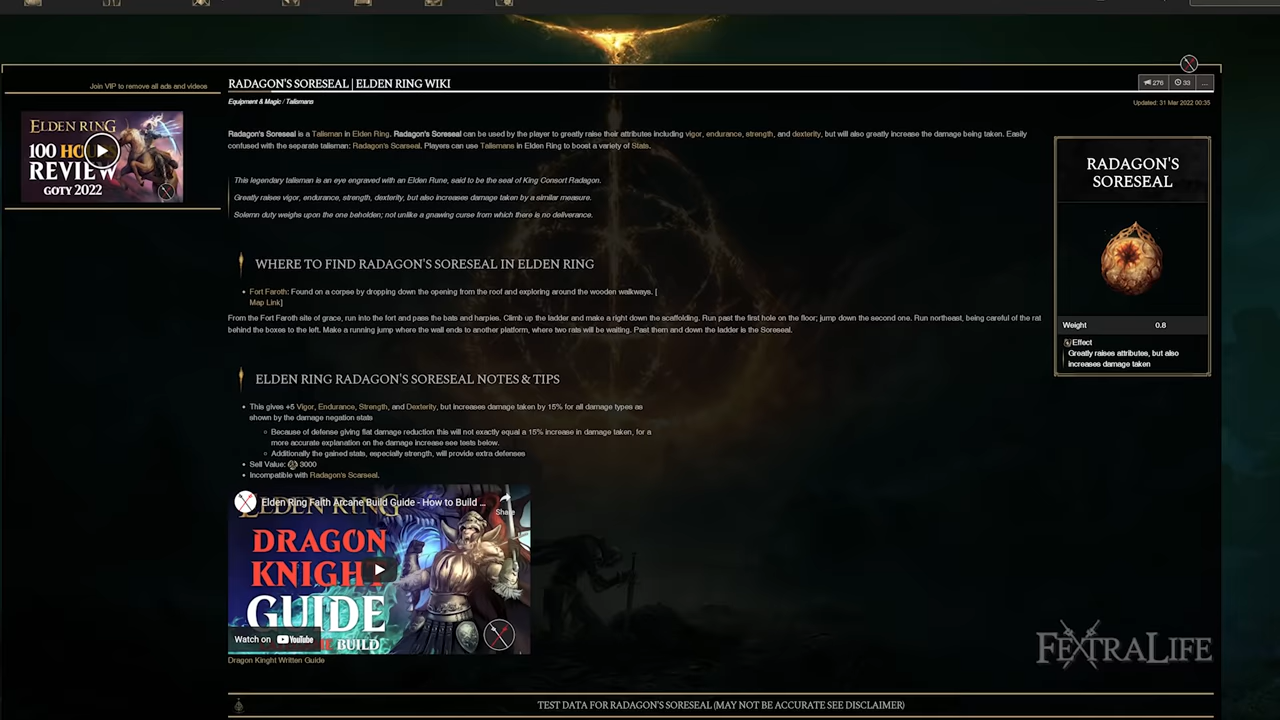 Join VIP to remove all ads and videos
ELDEN RING
100 HO
REVIEW
GOTY 2022
RADAGON'S SORESEAL | ELDEN RING WIKI
276
33
...
Equipment & Magic / Talismans
Updated: 31 Mar 2022 00:35
Radagon's Soreseal is a Talisman in Elden Ring. Radagon's Soreseal can be used by the player to greatly raise their attributes including vigor, endurance, strength, and dexterity, but will also greatly increase the damage being taken. Easily
confused with the separate talisman: Radagon's Scarseal. Players can use Talismans in Elden Ring to boost a variety of Stats.
This legendary talisman is an eye engraved with an Elden Rune, said to be the seal of King Consort Radagon.
Greatly raises vigor, endurance, strength, dexterity, but also increases damage taken by a similar measure.
Solemn duty weighs upon the one beholden; not unlike a gnawing curse from which there is no deliverance.
WHERE TO FIND RADAGON'S SORESEAL IN ELDEN RING
Fort Faroth: Found on a corpse by dropping down the opening from the roof and exploring around the wooden walkways. [
Map Link]
From the Fort Faroth site of grace, run into the fort and pass the bats and harpies. Climb up the ladder and make a right down the scaffolding. Run past the first hole on the floor; jump down the second one. Run northeast, being careful of the rat
behind the boxes to the left. Make a running jump where the wall ends to another platform, where two rats will be waiting. Past them and down the ladder is the Soreseal.
ELDEN RING RADAGON'S SORESEAL NOTES & TIPS
This gives +5 Vigor, Endurance, Strength, and Dexterity, but increases damage taken by 15% for all damage types as
shown by the damage negation stats
Because of defense giving flat damage reduction this will not exactly equal a 15% increase in damage taken, for a
more accurate explanation on the damage increase see tests below.
Additionally the gained stats, especially strength, will provide extra defenses
Sell Value: 3000
Incompatible with Radagon's Scarseal.
Elden Ring Faith Arcane Build Guide - How to Build ...
Share
ELDEN RING
DRAGON
KNIGHT
GUIDE
BUILD
Watch on YouTube
Dragon Kinght Written Guide
RADAGON'S
SORESEAL
Weight 0.8
Effect
Greatly raises attributes, but also
increases damage taken
FEXTRALIFE
TEST DATA FOR RADAGON'S SORESEAL (MAY NOT BE ACCURATE SEE DISCLAIMER)